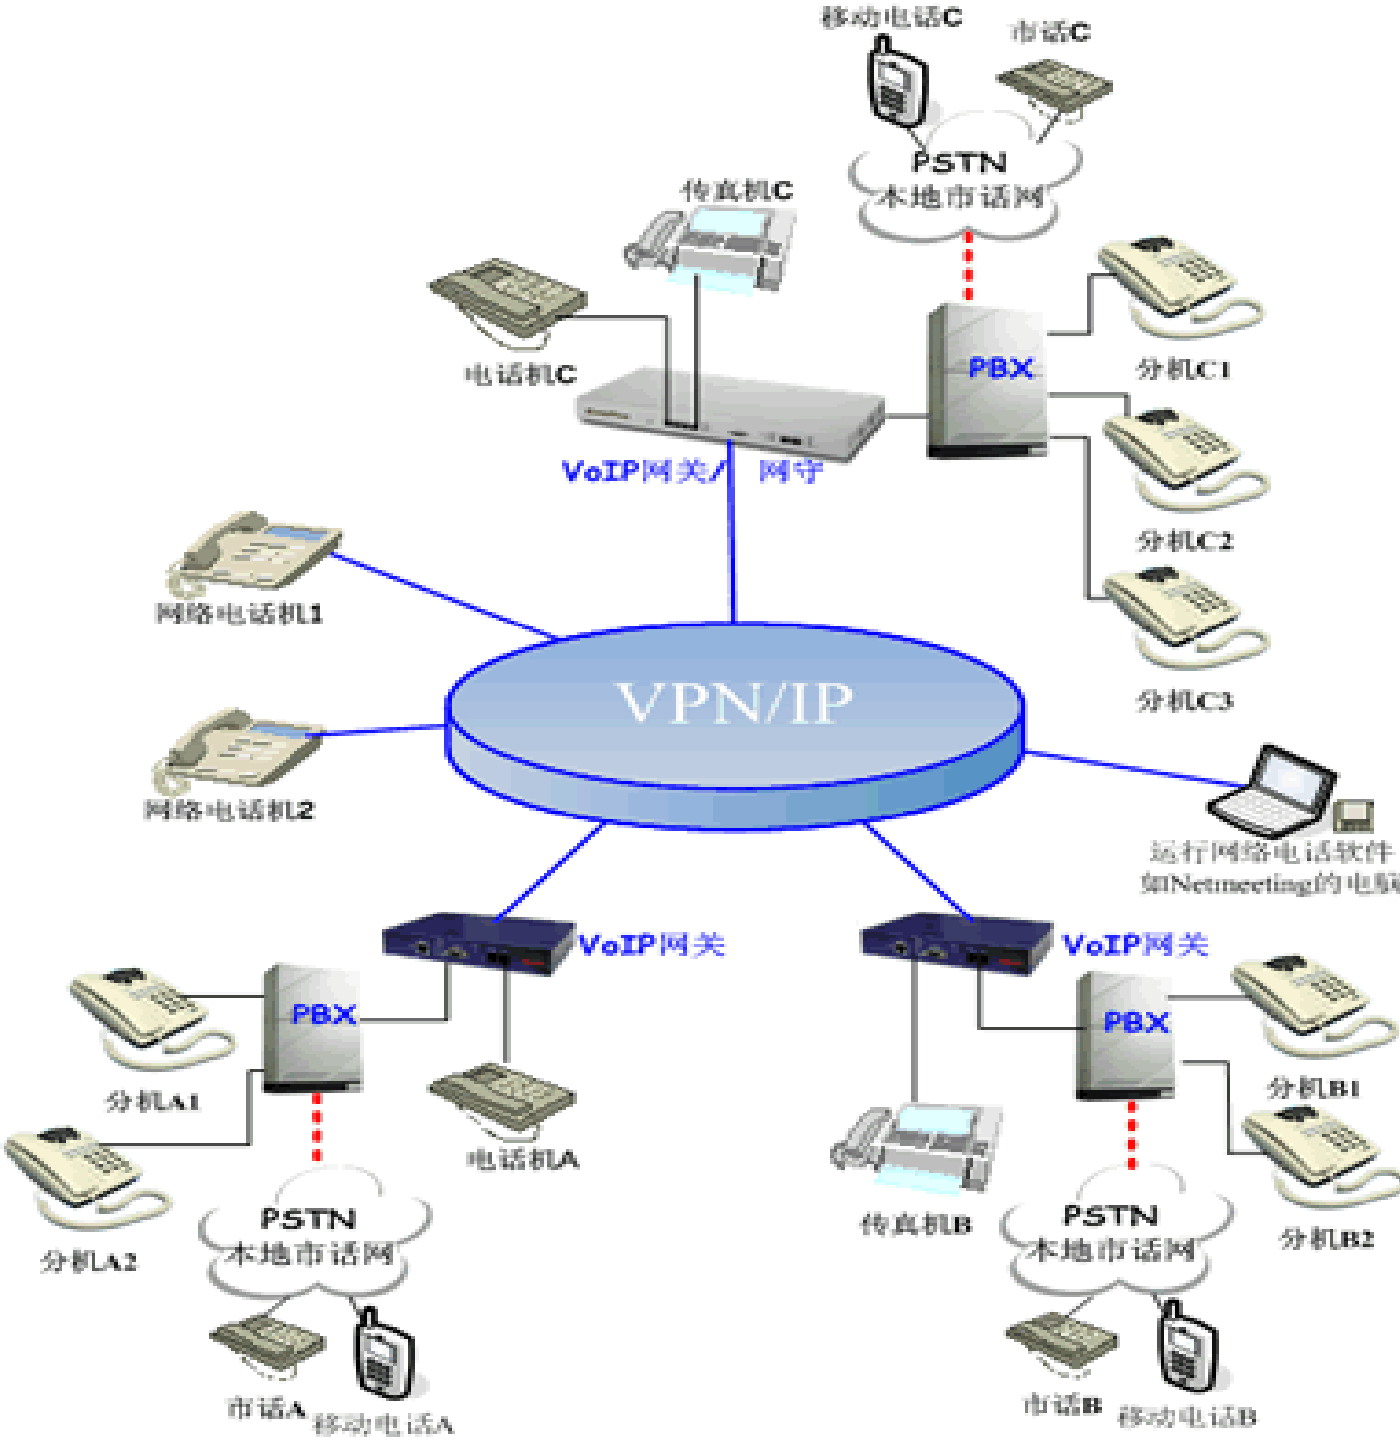 移动电话C
市话C
PSTN
本地市话网
传真机C
电话机C
PBX
分机C1
VoIP网关/ 网守
分机C2
网络电话机1
分机C3
VPN/IP
网络电话机2
运行网络电话软件
如Netmeeting的电脑
VoIP网关
VoIP网关
PBX
PBX
分机A1
分机B1
电话机A
传真机B
PSTN
本地市话网
PSTN
本地市话网
分机A2
分机B2
市话A
移动电话A
市话B
移动电话B